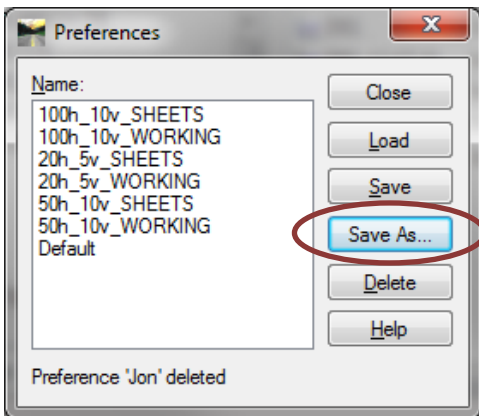 Preferences
Name:
100h_10v_SHEETS
100h_10v_WORKING
20h_5v_SHEETS
20h_5v_WORKING
50h_10v_SHEETS
50h_10v_WORKING
Default
Close
Load
Save
Save As...
Delete
Help
Preference 'Jon' deleted